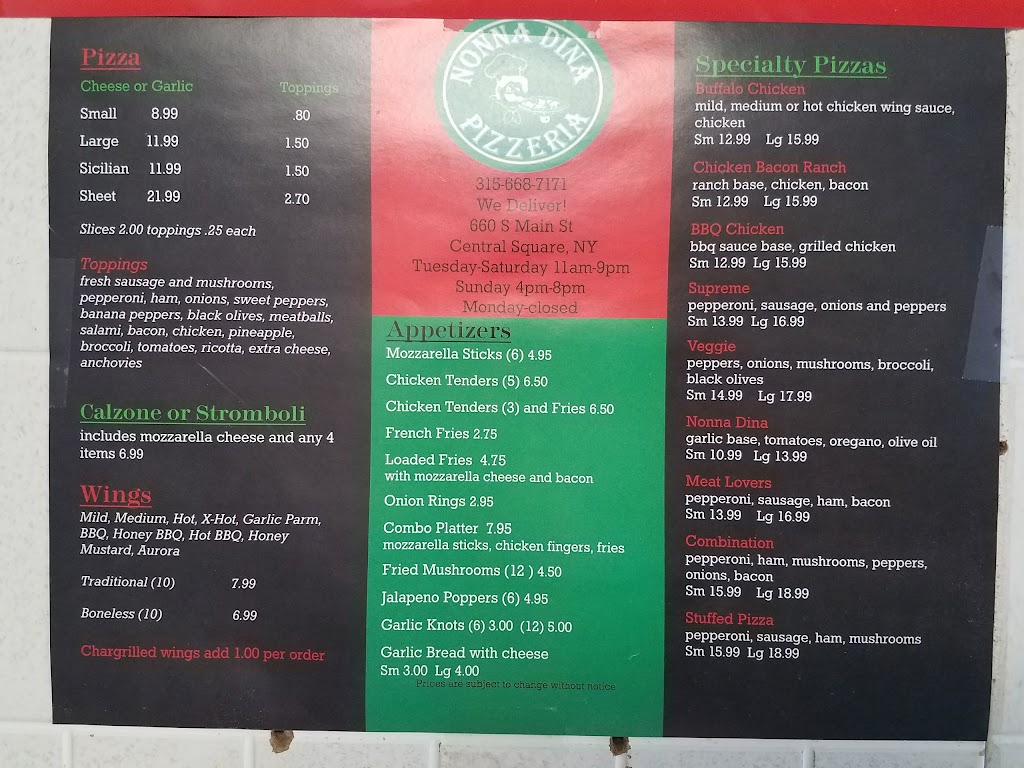 Pizza
Cheese or Garlic Toppings
Small 8.99 .80
Large 11.99 1.50
Sicilian 11.99 1.50
Sheet 21.99 2.70
Slices 2.00 toppings .25 each
Toppings
fresh sausage and mushrooms,
pepperoni, ham, onions, sweet peppers,
banana peppers, black olives, meatballs,
salami, bacon, chicken, pineapple,
broccoli, tomatoes, ricotta, extra cheese,
anchovies
Calzone or Stromboli
includes mozzarella cheese and any 4
items 6.99
Wings
Mild, Medium, Hot, X-Hot, Garlic Parm,
BBQ, Honey BBQ, Hot BBQ, Honey
Mustard, Aurora
Traditional (10) 7.99
Boneless (10) 6.99
Chargrilled wings add 1.00 per order
NONNA DINA
PIZZERIA
315-668-7171
We Deliver!
660 S Main St
Central Square, NY
Tuesday-Saturday 11am-9pm
Sunday 4pm-8pm
Monday-closed
Appetizers
Mozzarella Sticks (6) 4.95
Chicken Tenders (5) 6.50
Chicken Tenders (3) and Fries 6.50
French Fries 2.75
Loaded Fries 4.75
with mozzarella cheese and bacon
Onion Rings 2.95
Combo Platter 7.95
mozzarella sticks, chicken fingers, fries
Fried Mushrooms (12 ) 4.50
Jalapeno Poppers (6) 4.95
Garlic Knots (6) 3.00 (12) 5.00
Garlic Bread with cheese
Sm 3.00 Lg 4.00
Prices are subject to change without notice
Specialty Pizzas
Buffalo Chicken
mild, medium or hot chicken wing sauce,
chicken
Sm 12.99 Lg 15.99
Chicken Bacon Ranch
ranch base, chicken, bacon
Sm 12.99 Lg 15.99
BBQ Chicken
bbq sauce base, grilled chicken
Sm 12.99 Lg 15.99
Supreme
pepperoni, sausage, onions and peppers
Sm 13.99 Lg 16.99
Veggie
peppers, onions, mushrooms, broccoli,
black olives
Sm 14.99 Lg 17.99
Nonna Dina
garlic base, tomatoes, oregano, olive oil
Sm 10.99 Lg 13.99
Meat Lovers
pepperoni, sausage, ham, bacon
Sm 13.99 Lg 16.99
Combination
pepperoni, ham, mushrooms, peppers,
onions, bacon
Sm 15.99 Lg 18.99
Stuffed Pizza
pepperoni, sausage, ham, mushrooms
Sm 15.99 Lg 18.99